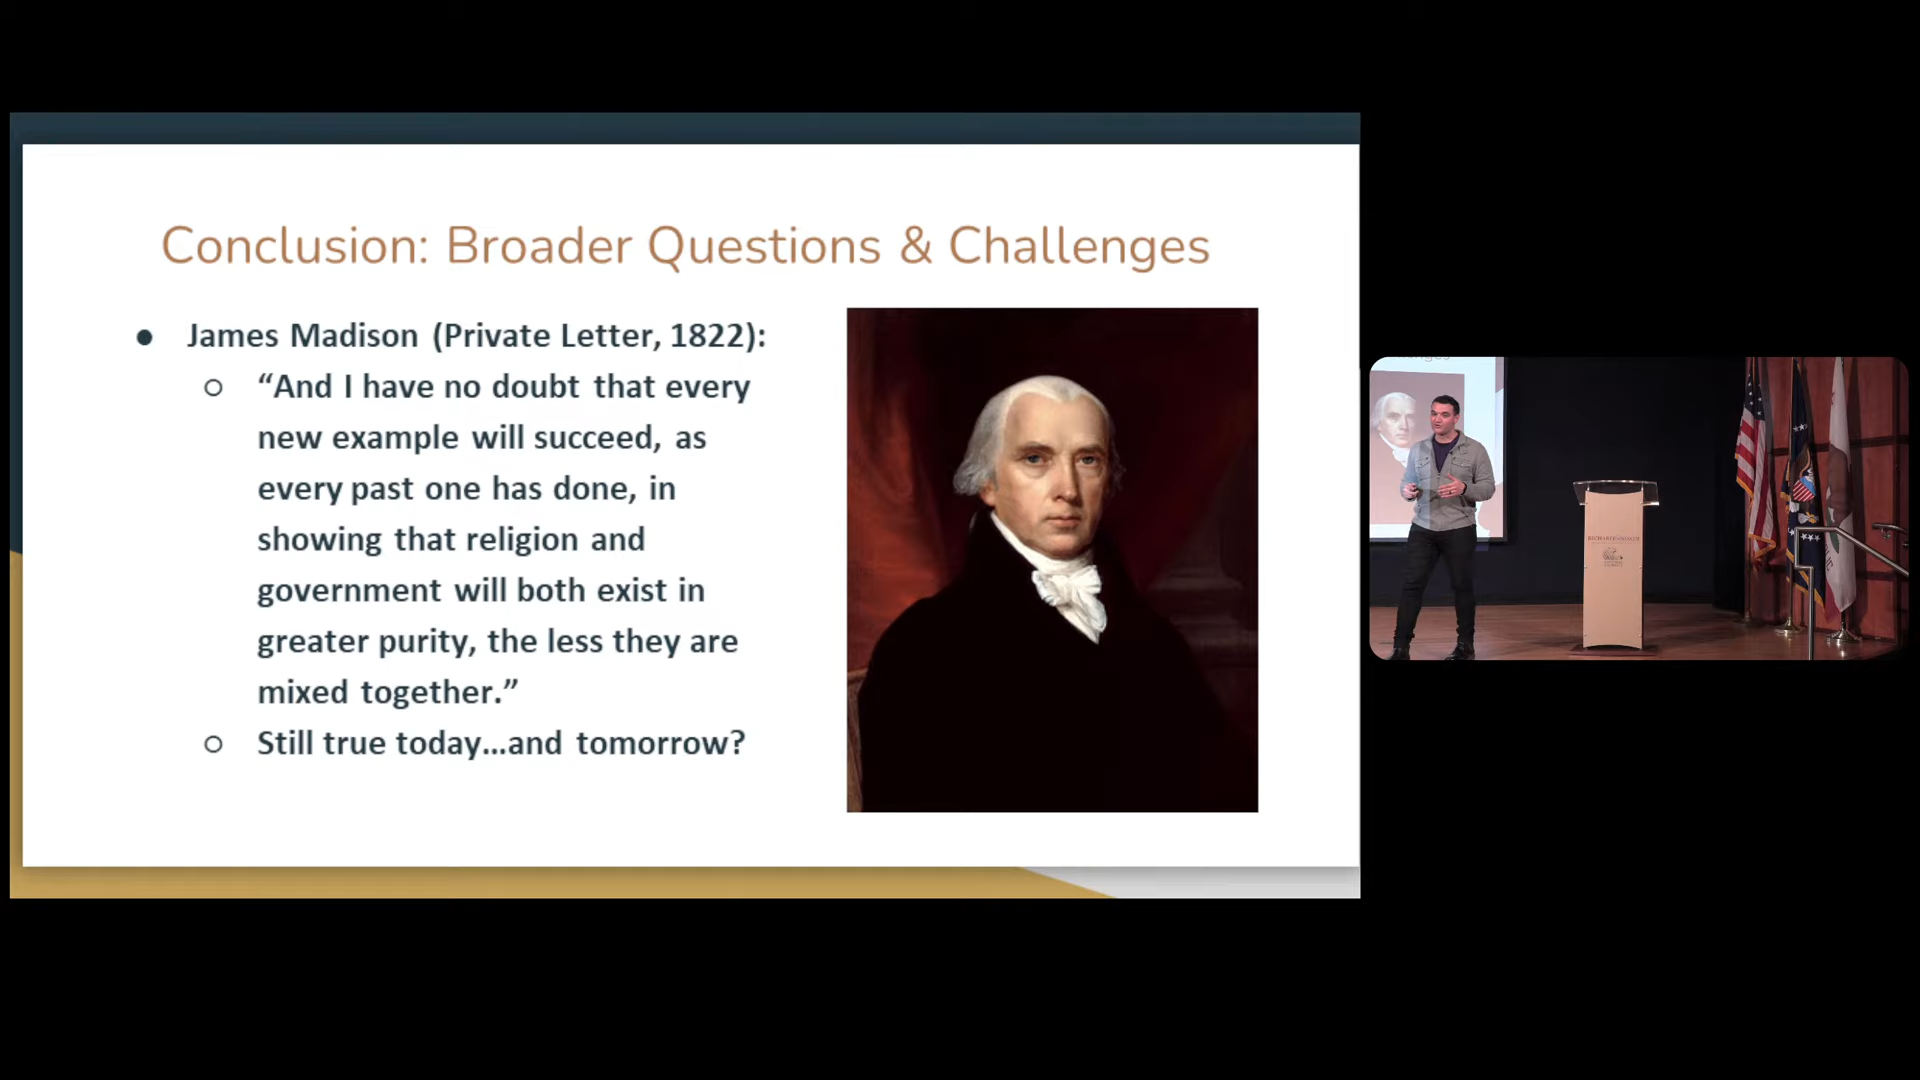 Conclusion: Broader Questions & Challenges
● James Madison (Private Letter, 1822):
○ “And I have no doubt that every
new example will succeed, as
every past one has done, in
showing that religion and
government will both exist in
greater purity, the less they are
mixed together.”
○ Still true today…and tomorrow?